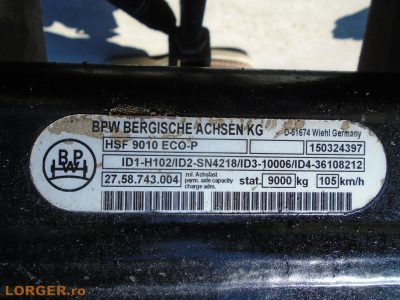 BPW BERGISCHE ACHSEN KG D-51674 Wiehl Germany
HSF 9010 ECO-P 150324397
ID1-H102/ID2-SN4218/ID3-10006/ID4-36108212
27.58.743.004 zul. Achslast perm. axle capacity charge adm. stat. 9000 kg 105 km/h
BPW
LORGER.ro